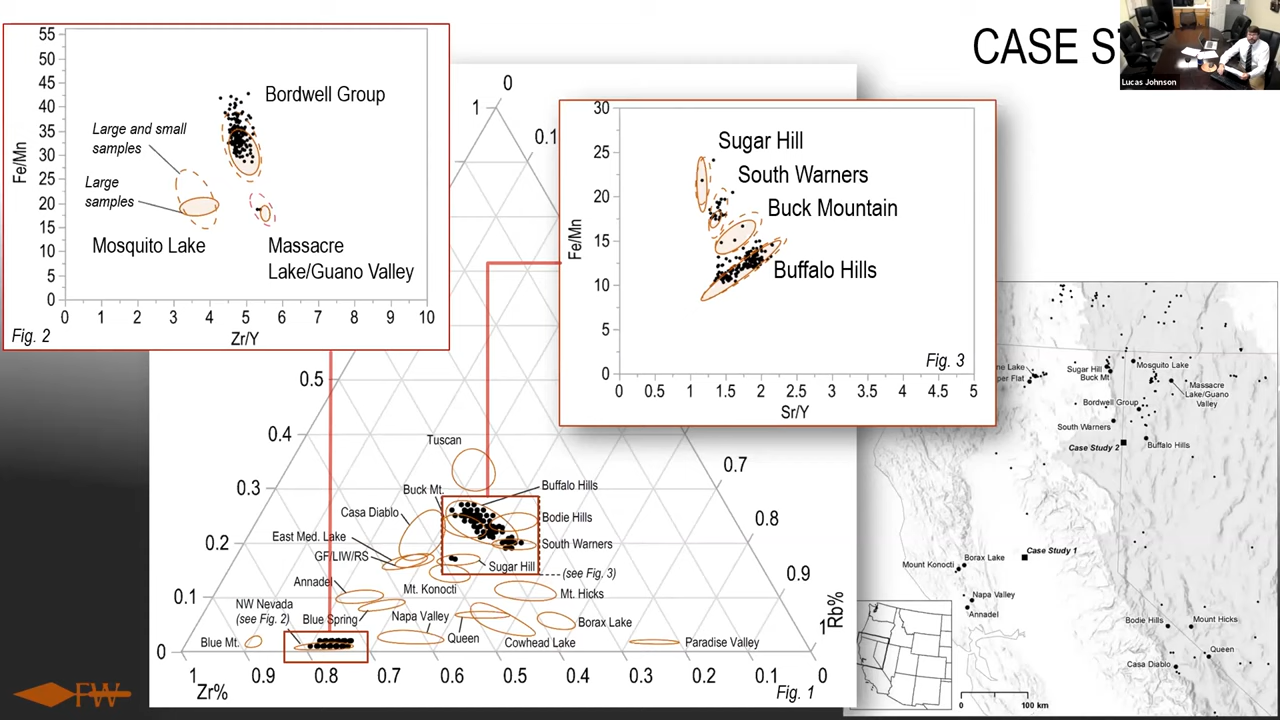 CASE S
Lucas Johnson
55
50
45
40
35
30
25
20
15
10
5
0
Fe/Mn
Bordwell Group
Large and small
samples
Large
samples
Mosquito Lake
Massacre
Lake/Guano Valley
0 1 2 3 4 5 6 7 8 9 10
Zr/Y
Fig. 2
30
25
20
15
10
5
0
Fe/Mn
Sugar Hill
South Warners
Buck Mountain
Buffalo Hills
Fig. 3
0 0.5 1 1.5 2 2.5 3 3.5 4 4.5 5
Sr/Y
0
1
0.1
0.5
0.4
0.3
0.2
0.1
0
0.7
0.8
0.9
1
Rb%
Tuscan
Buck Mt.
Buffalo Hills
Casa Diablo
Bodie Hills
East Med. Lake
South Warners
GF/LIW/RS
Sugar Hill
(see Fig. 3)
Annadel
Mt. Konocti
Mt. Hicks
NW Nevada
(see Fig. 2)
Blue Spring
Napa Valley
Borax Lake
Blue Mt.
Queen
Cowhead Lake
Paradise Valley
1 0.9 0.8 0.7 0.6 0.5 0.4 0.3 0.2 0.1 0
Zr%
Fig. 1
FW
ne Lake
per Flat
Sugar Hill
Buck Mt
Mosquito Lake
Massacre
Lake/Guano
Valley
Bordwell Group
South Warners
Case Study 2
Buffalo Hills
Case Study 1
Borax Lake
Mount Konocti
Napa Valley
Annadel
Bodie Hills
Mount Hicks
Queen
Casa Diablo
0 100 km